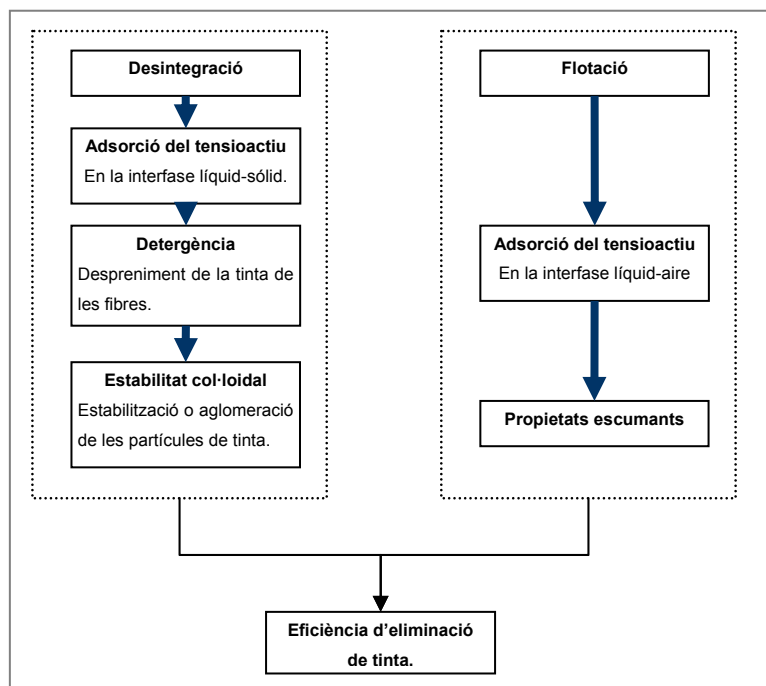 Desintegració
Adsorció del tensioactiu
En la interfase líquid-sólid.
Detergència
Despreniment de la tinta de
les fibres.
Estabilitat col·loidal
Estabilització o aglomeració
de les partícules de tinta.
Flotació
Adsorció del tensioactiu
En la interfase líquid-aire
Propietats escumants
Eficiència d’eliminació
de tinta.